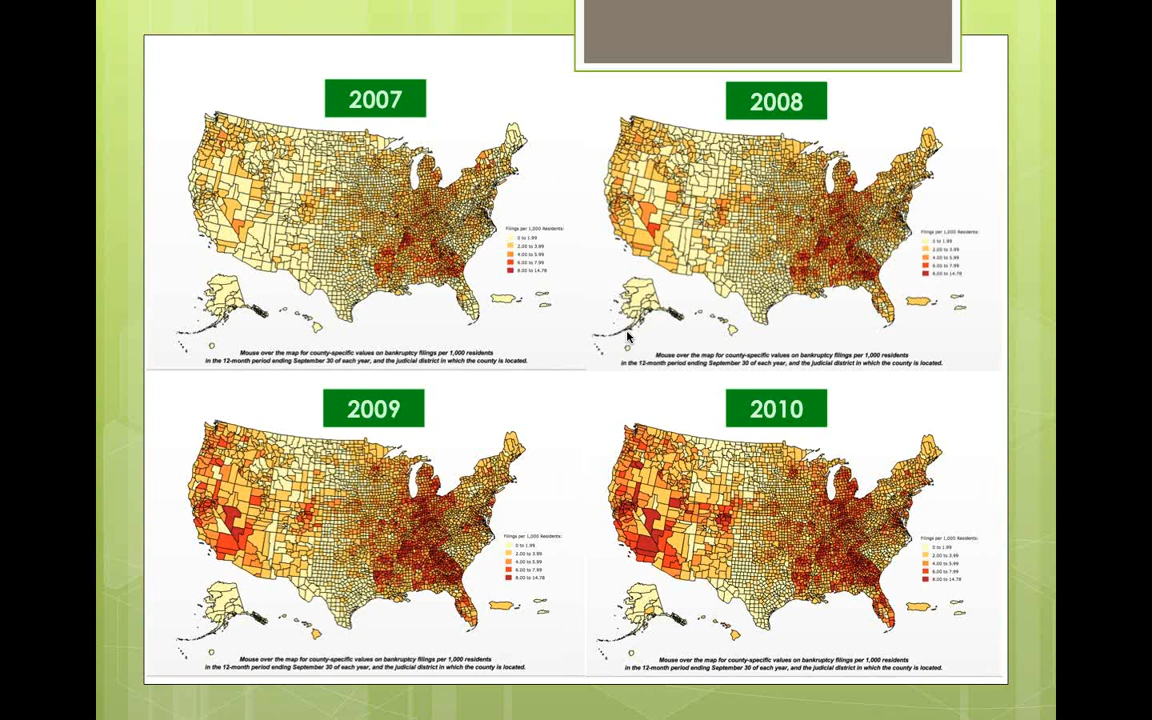 2007
Filings per 1,000 Residents:
0 to 1.99
2.00 to 3.99
4.00 to 5.99
6.00 to 7.99
8.00 to 14.78
Mouse over the map for county-specific values on bankruptcy filings per 1,000 residents
in the 12-month period ending September 30 of each year, and the judicial district in which the county is located.
2008
Filings per 1,000 Residents:
0 to 1.99
2.00 to 3.99
4.00 to 5.99
6.00 to 7.99
8.00 to 14.78
Mouse over the map for county-specific values on bankruptcy filings per 1,000 residents
in the 12-month period ending September 30 of each year, and the judicial district in which the county is located.
2009
Filings per 1,000 Residents:
0 to 1.99
2.00 to 3.99
4.00 to 5.99
6.00 to 7.99
8.00 to 14.78
Mouse over the map for county-specific values on bankruptcy filings per 1,000 residents
in the 12-month period ending September 30 of each year, and the judicial district in which the county is located.
2010
Filings per 1,000 Residents:
0 to 1.99
2.00 to 3.99
4.00 to 5.99
6.00 to 7.99
8.00 to 14.78
Mouse over the map for county-specific values on bankruptcy filings per 1,000 residents
in the 12-month period ending September 30 of each year, and the judicial district in which the county is located.